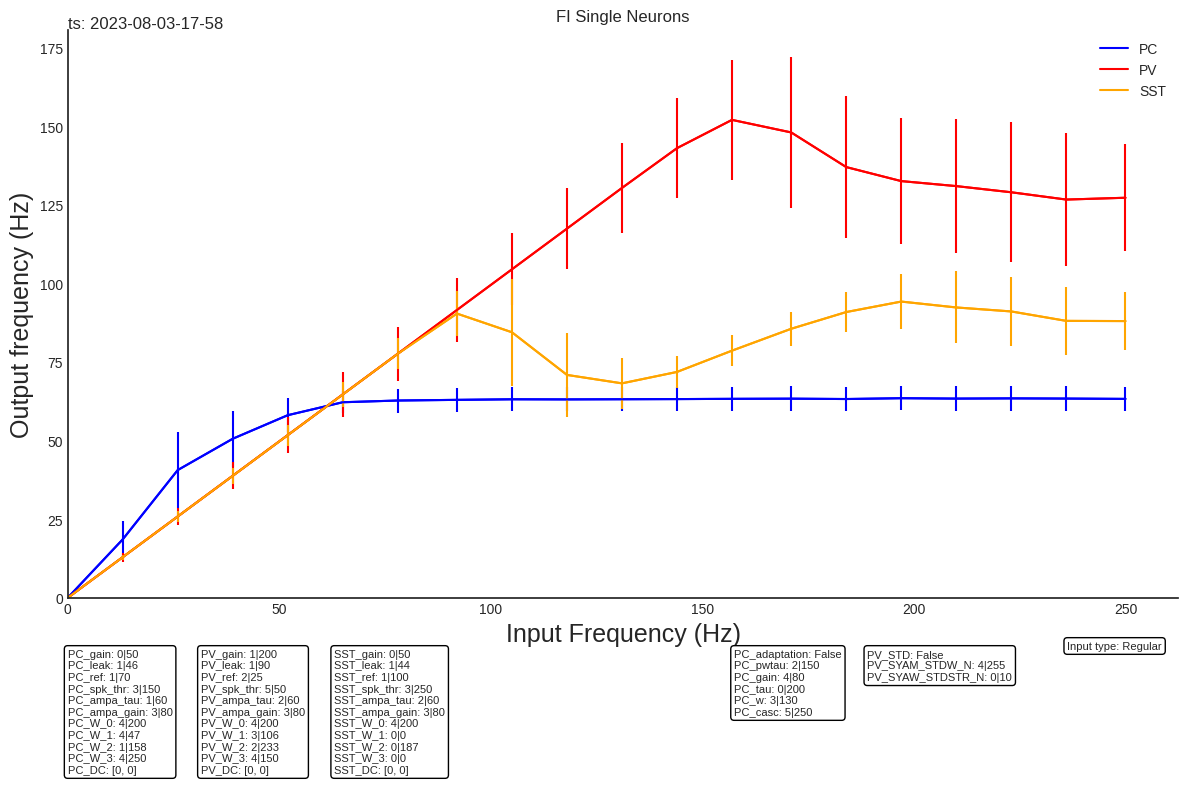 ts: 2023-08-03-17-58
FI Single Neurons
PC
PV
SST
Output frequency (Hz)
175
150
125
100
75
50
25
0
0
50
100
150
200
250
Input Frequency (Hz)
PC_gain: 0|50
PC_leak: 1|46
PC_ref: 1|70
PC_spk_thr: 3|150
PC_ampa_tau: 1|60
PC_ampa_gain: 3|80
PC_W_0: 4|200
PC_W_1: 4|47
PC_W_2: 1|158
PC_W_3: 4|250
PC_DC: [0, 0]
PV_gain: 1|200
PV_leak: 1|90
PV_ref: 2|25
PV_spk_thr: 5|50
PV_ampa_tau: 2|60
PV_ampa_gain: 3|80
PV_W_0: 4|200
PV_W_1: 3|106
PV_W_2: 2|233
PV_W_3: 4|150
PV_DC: [0, 0]
SST_gain: 0|50
SST_leak: 1|44
SST_ref: 1|100
SST_spk_thr: 3|250
SST_ampa_tau: 2|60
SST_ampa_gain: 3|80
SST_W_0: 4|200
SST_W_1: 0|0
SST_W_2: 0|187
SST_W_3: 0|0
SST_DC: [0, 0]
PC_adaptation: False
PC_pwtau: 2|150
PC_gain: 4|80
PC_tau: 0|200
PC_w: 3|130
PC_casc: 5|250
PV_STD: False
PV_SYAM_STDW_N: 4|255
PV_SYAW_STDSTR_N: 0|10
Input type: Regular